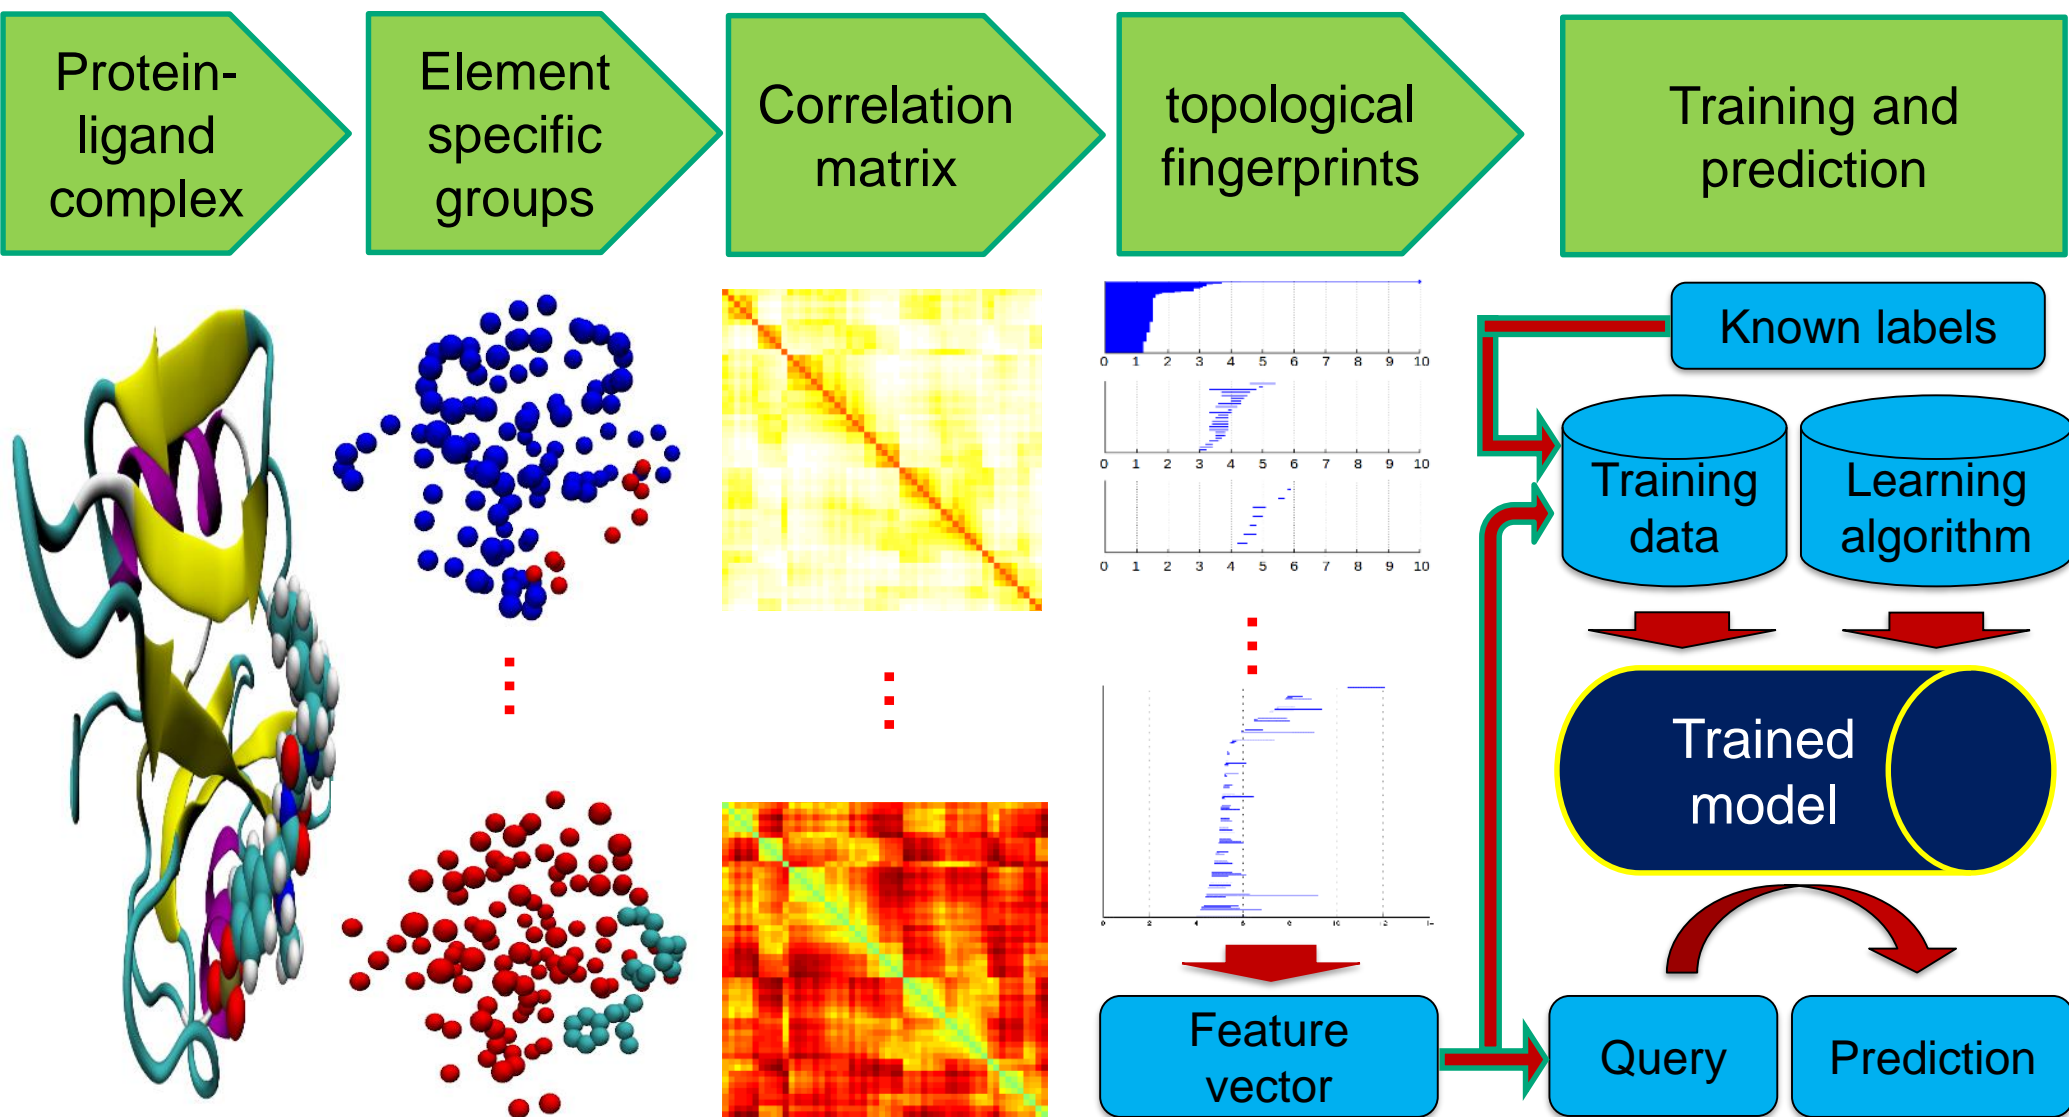 Protein-
ligand
complex
Element
specific
groups
Correlation
matrix
topological
fingerprints
Training and
prediction
0 1 2 3 4 5 6 7 8 9 10
0 1 2 3 4 5 6 7 8 9 10
0 1 2 3 4 5 6 7 8 9 10
Known labels
Training
data
Learning
algorithm
Trained
model
Feature
vector
Query
Prediction